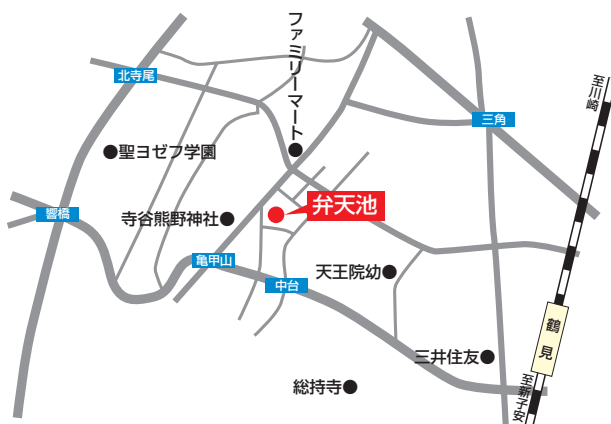 ファミリーマート
北寺尾
至川崎
三角
聖ヨゼフ学園
弁天池
響橋
寺谷熊野神社
亀甲山
天王院幼
中台
鶴見
三井住友
総持寺
至新子安